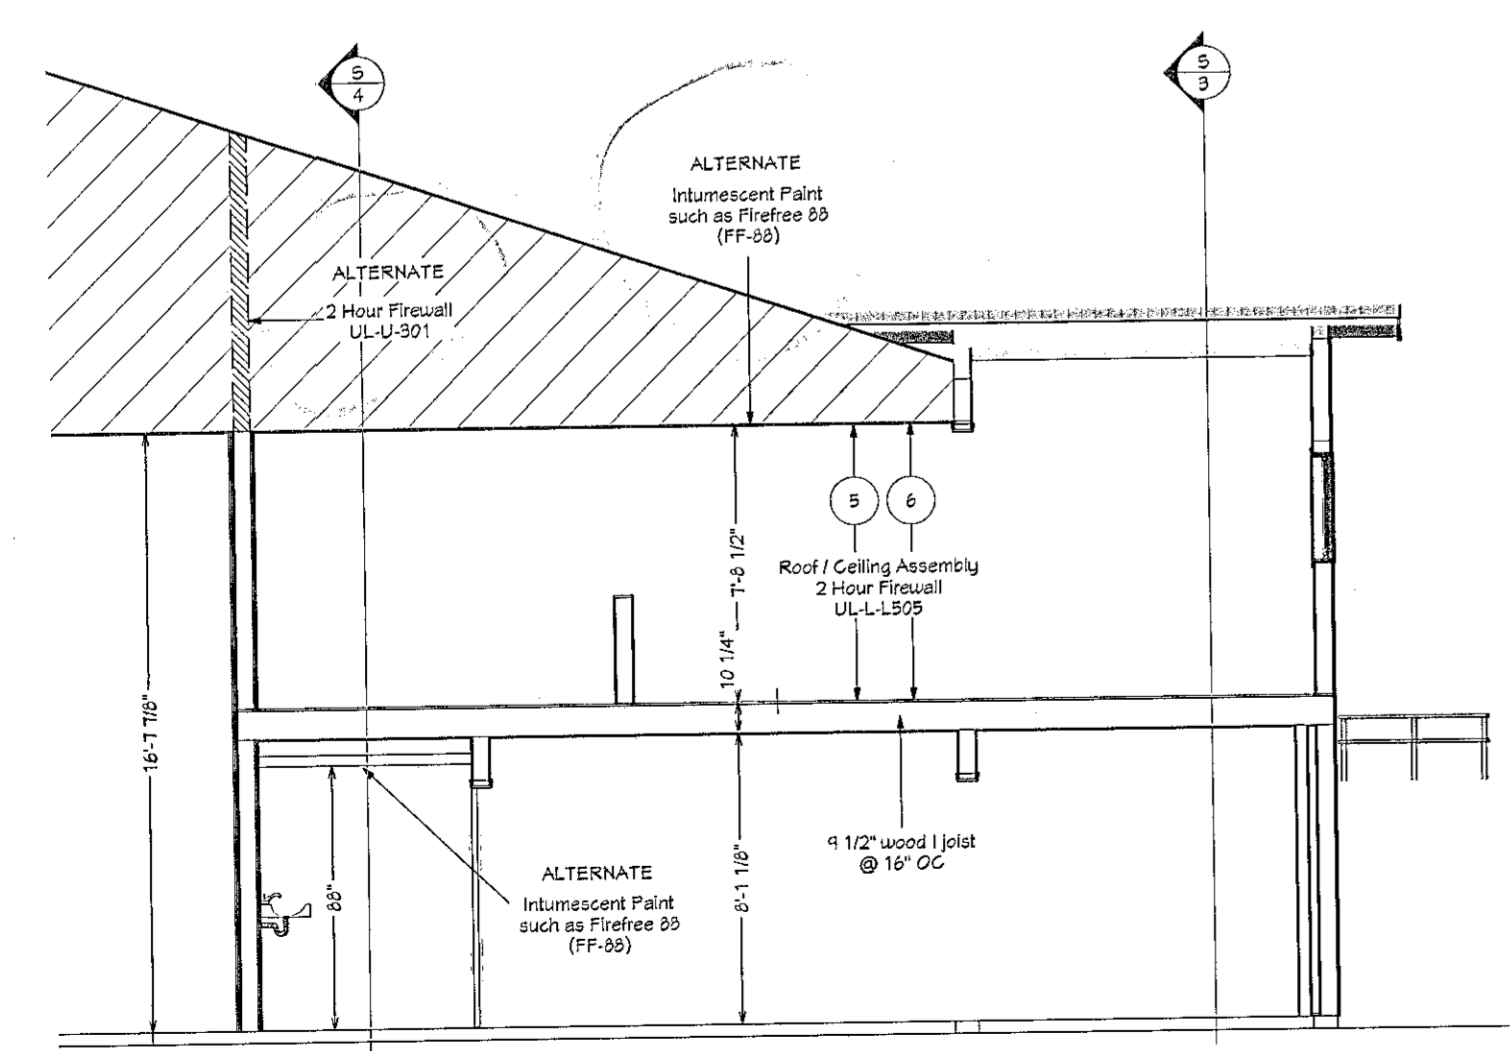 S
4
S
3
ALTERNATE
Intumescent Paint
such as Firefree 88
(FF-88)
ALTERNATE
2 Hour Firewall
UL-U-301
5
6
7'-8 1/2"
Roof / Ceiling Assembly
2 Hour Firewall
UL-L-L505
10 1/4"
16'-7 7/8"
9 1/2" wood I joist
@ 16" OC
88"
8'-1 1/8"
ALTERNATE
Intumescent Paint
such as Firefree 88
(FF-88)